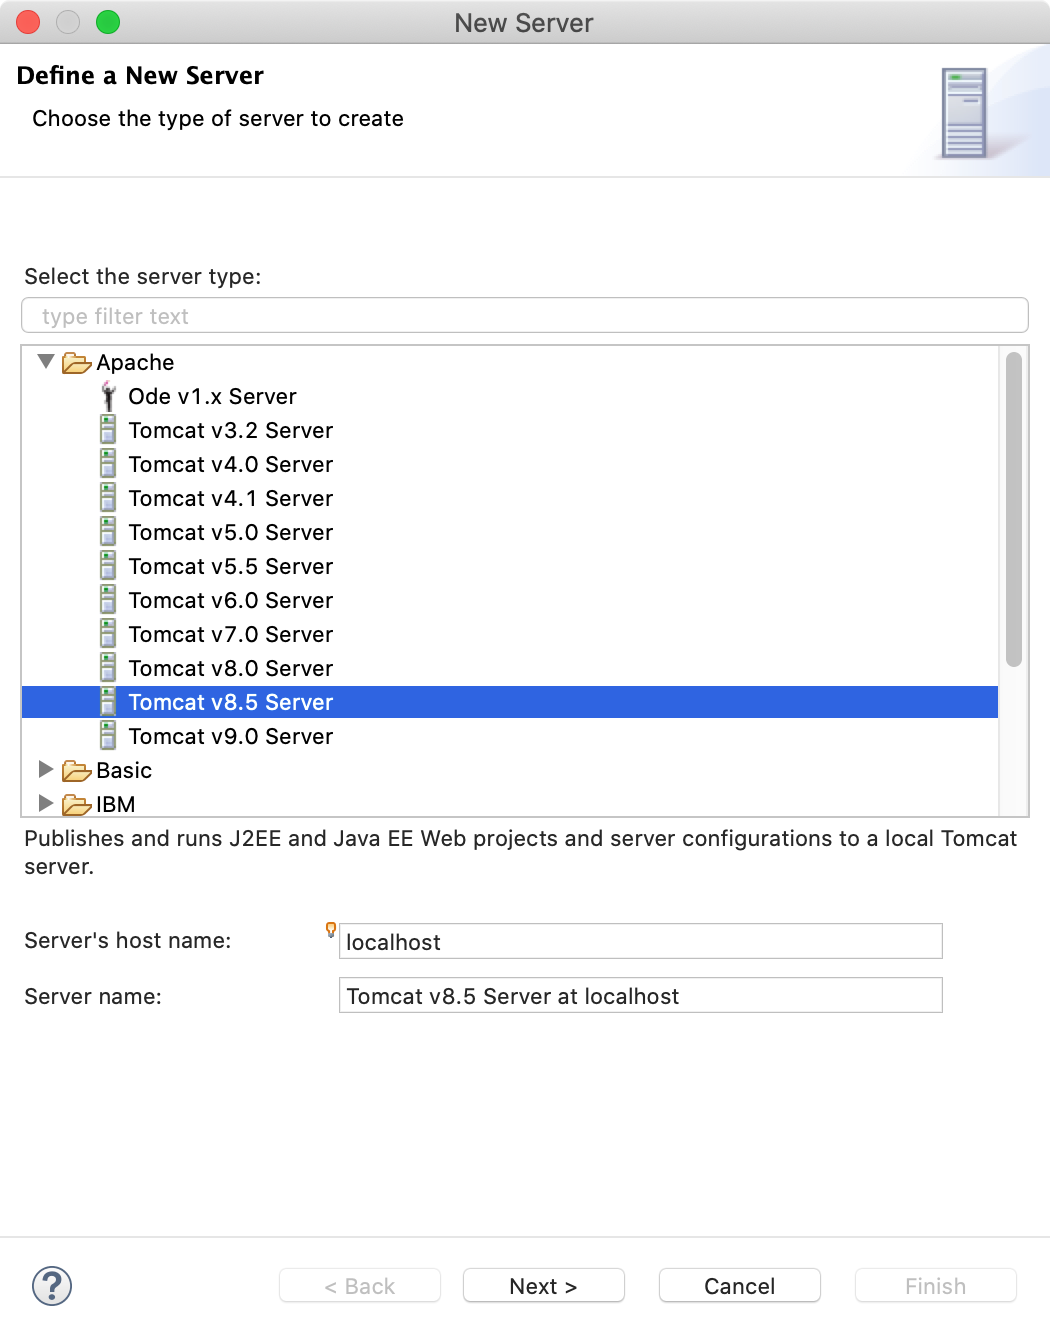 New Server
Define a New Server
Choose the type of server to create
Select the server type:
type filter text
Apache
Ode v1.x Server
Tomcat v3.2 Server
Tomcat v4.0 Server
Tomcat v4.1 Server
Tomcat v5.0 Server
Tomcat v5.5 Server
Tomcat v6.0 Server
Tomcat v7.0 Server
Tomcat v8.0 Server
Tomcat v8.5 Server
Tomcat v9.0 Server
Basic
IBM
Publishes and runs J2EE and Java EE Web projects and server configurations to a local Tomcat
server.
Server's host name: localhost
Server name: Tomcat v8.5 Server at localhost
? < Back Next > Cancel Finish